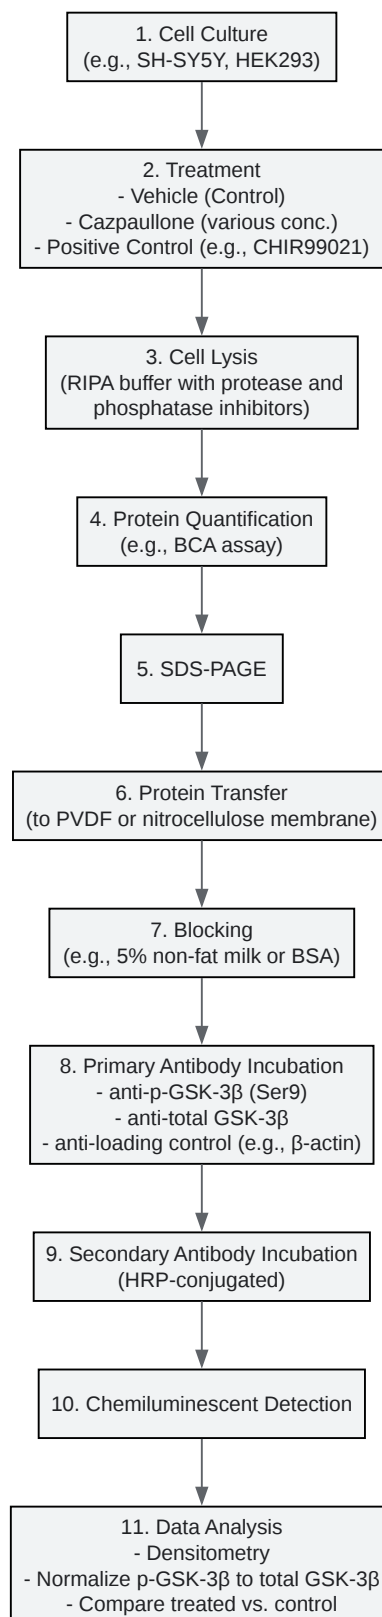 1. Cell Culture
(e.g., SH-SY5Y, HEK293)
2. Treatment
- Vehicle (Control)
- Cazpaullone (various conc.)
- Positive Control (e.g., CHIR99021)
3. Cell Lysis
(RIPA buffer with protease and
phosphatase inhibitors)
4. Protein Quantification
(e.g., BCA assay)
5. SDS-PAGE
6. Protein Transfer
(to PVDF or nitrocellulose membrane)
7. Blocking
(e.g., 5% non-fat milk or BSA)
8. Primary Antibody Incubation
- anti-p-GSK-3β (Ser9)
- anti-total GSK-3β
- anti-loading control (e.g., β-actin)
9. Secondary Antibody Incubation
(HRP-conjugated)
10. Chemiluminescent Detection
11. Data Analysis
- Densitometry
- Normalize p-GSK-3β to total GSK-3β
- Compare treated vs. control